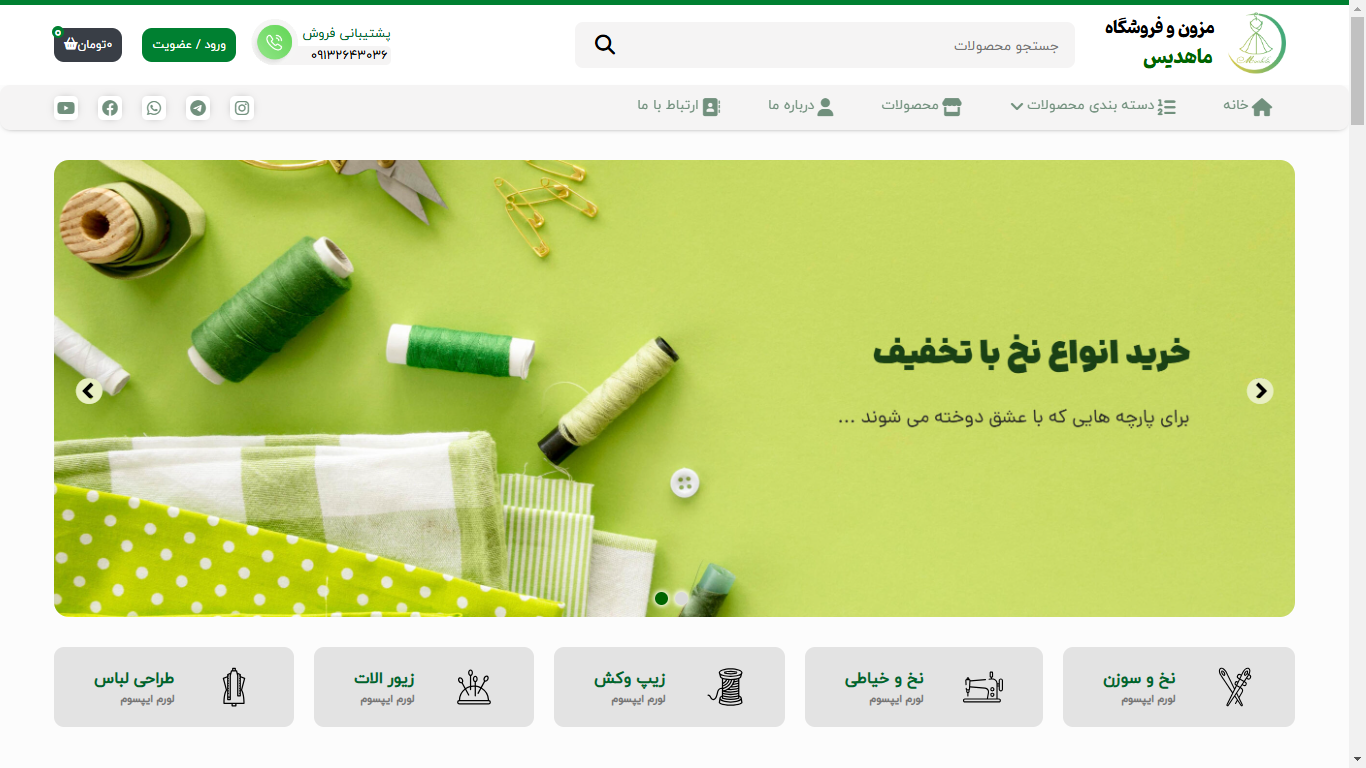 مزون و فروشگاه
ماهدیس
جستجو محصولات
پشتیبانی فروش
۰۹۱۳۲۶۴۳۰۳۶
ورود / عضویت
۰تومان
۰
خانه
دسته بندی محصولات
محصولات
درباره ما
ارتباط با ما
خرید انواع نخ با تخفیف
برای پارچه هایی که با عشق دوخته می شوند ...
نخ و سوزن
لورم ایپسوم
نخ و خیاطی
لورم ایپسوم
زیپ وکش
لورم ایپسوم
زیور الات
لورم ایپسوم
طراحی لباس
لورم ایپسوم